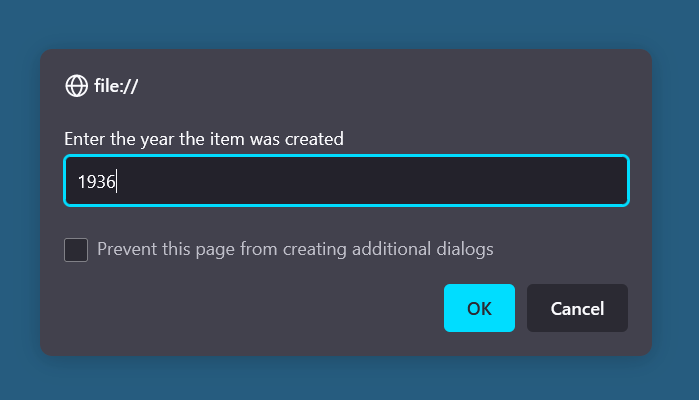 file://
Enter the year the item was created
1936
Prevent this page from creating additional dialogs
OK Cancel